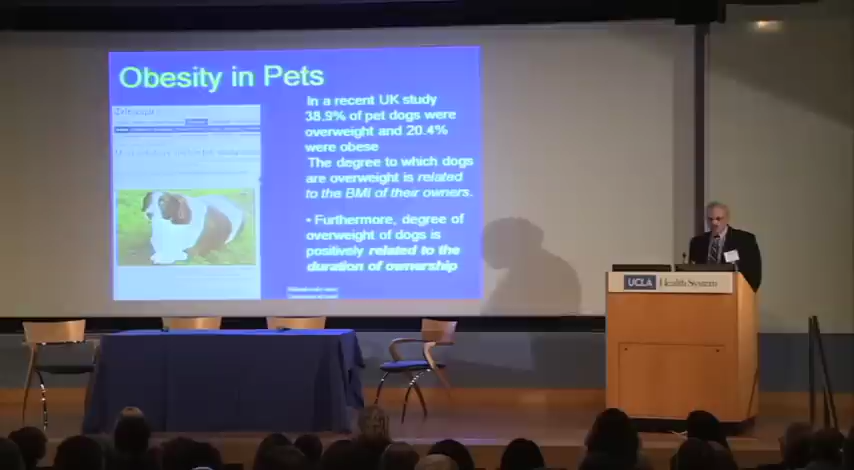 Obesity in Pets
In a recent UK study
38.9% of pet dogs were
overweight and 20.4%
were obese
The degree to which dogs
are overweight is related
to the BMI of their owners.
• Furthermore, degree of
overweight of dogs is
positively related to the
duration of ownership
UCLA Health System